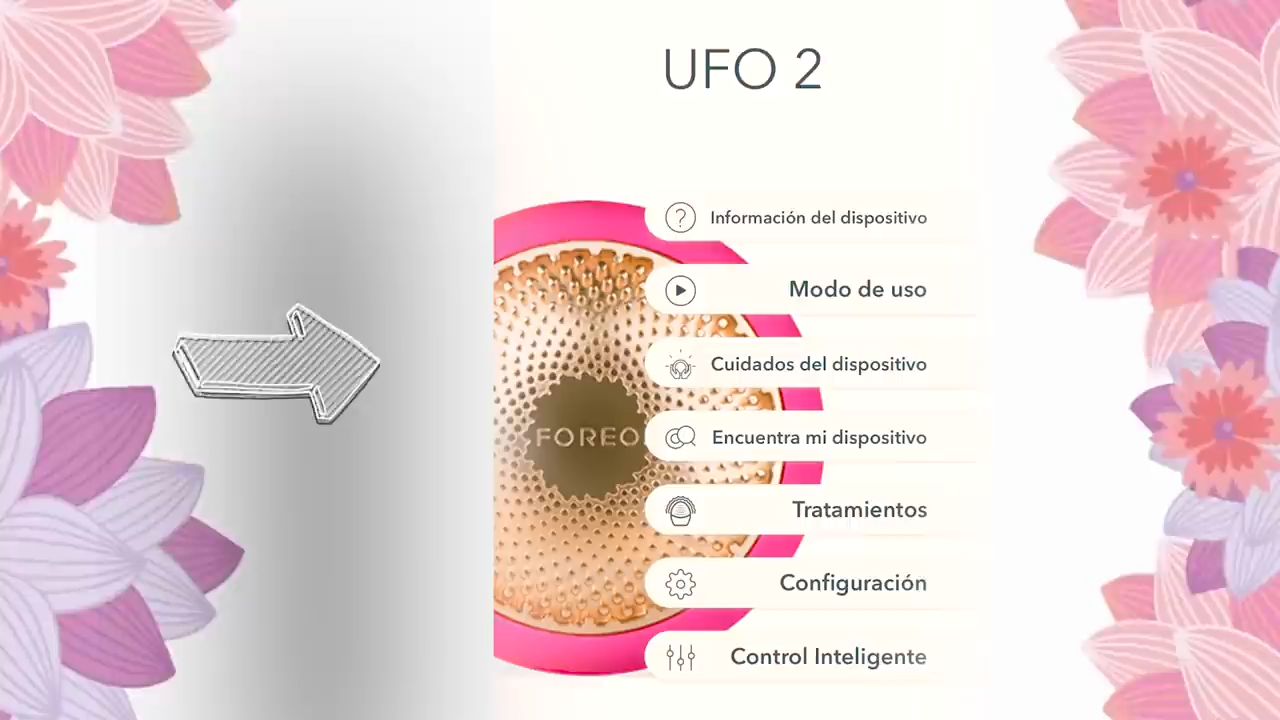 UFO 2
Información del dispositivo
Modo de uso
Cuidados del dispositivo
FOREO
Encuentra mi dispositivo
Tratamientos
Configuración
Control Inteligente